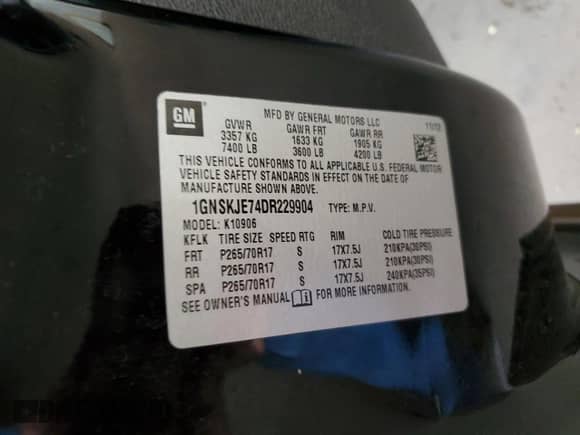 GM
MFD BY GENERAL MOTORS LLC
GVWR GAWR FRT GAWR RR 11/12
3357 KG 1633 KG 1905 KG
7400 LB 3600 LB 4200 LB
THIS VEHICLE CONFORMS TO ALL APPLICABLE U.S. FEDERAL MOTOR
VEHICLE SAFETY STANDARDS IN EFFECT ON THE DATE OF
MANUFACTURE SHOWN ABOVE.
1GNSKJE74DR229904 TYPE: M.P.V.
MODEL: K10906
KFLK TIRE SIZE SPEED RTG RIM COLD TIRE PRESSURE
FRT P265/70R17 S 17X7.5J 210KPA(30PSI)
RR P265/70R17 S 17X7.5J 210KPA(30PSI)
SPA P265/70R17 S 17X7.5J 240KPA(35PSI)
SEE OWNER'S MANUAL i FOR MORE INFORMATION.